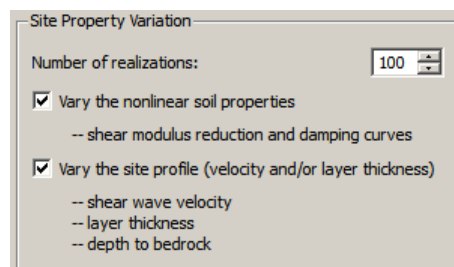 Site Property Variation
Number of realizations: 100
Vary the nonlinear soil properties
-- shear modulus reduction and damping curves
Vary the site profile (velocity and/or layer thickness)
-- shear wave velocity
-- layer thickness
-- depth to bedrock